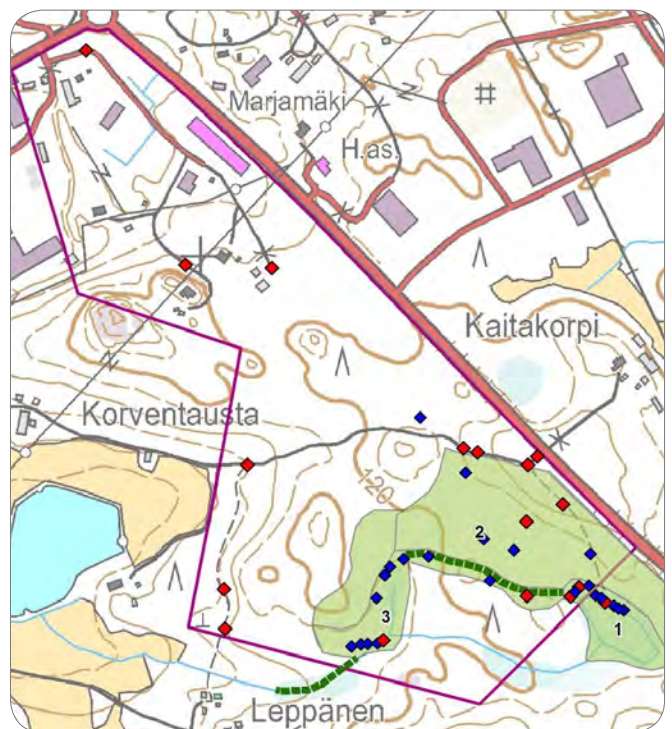 Marjamäki
H.as.
Kaitakorpi
Korventausta
120
2
3
1
Leppänen